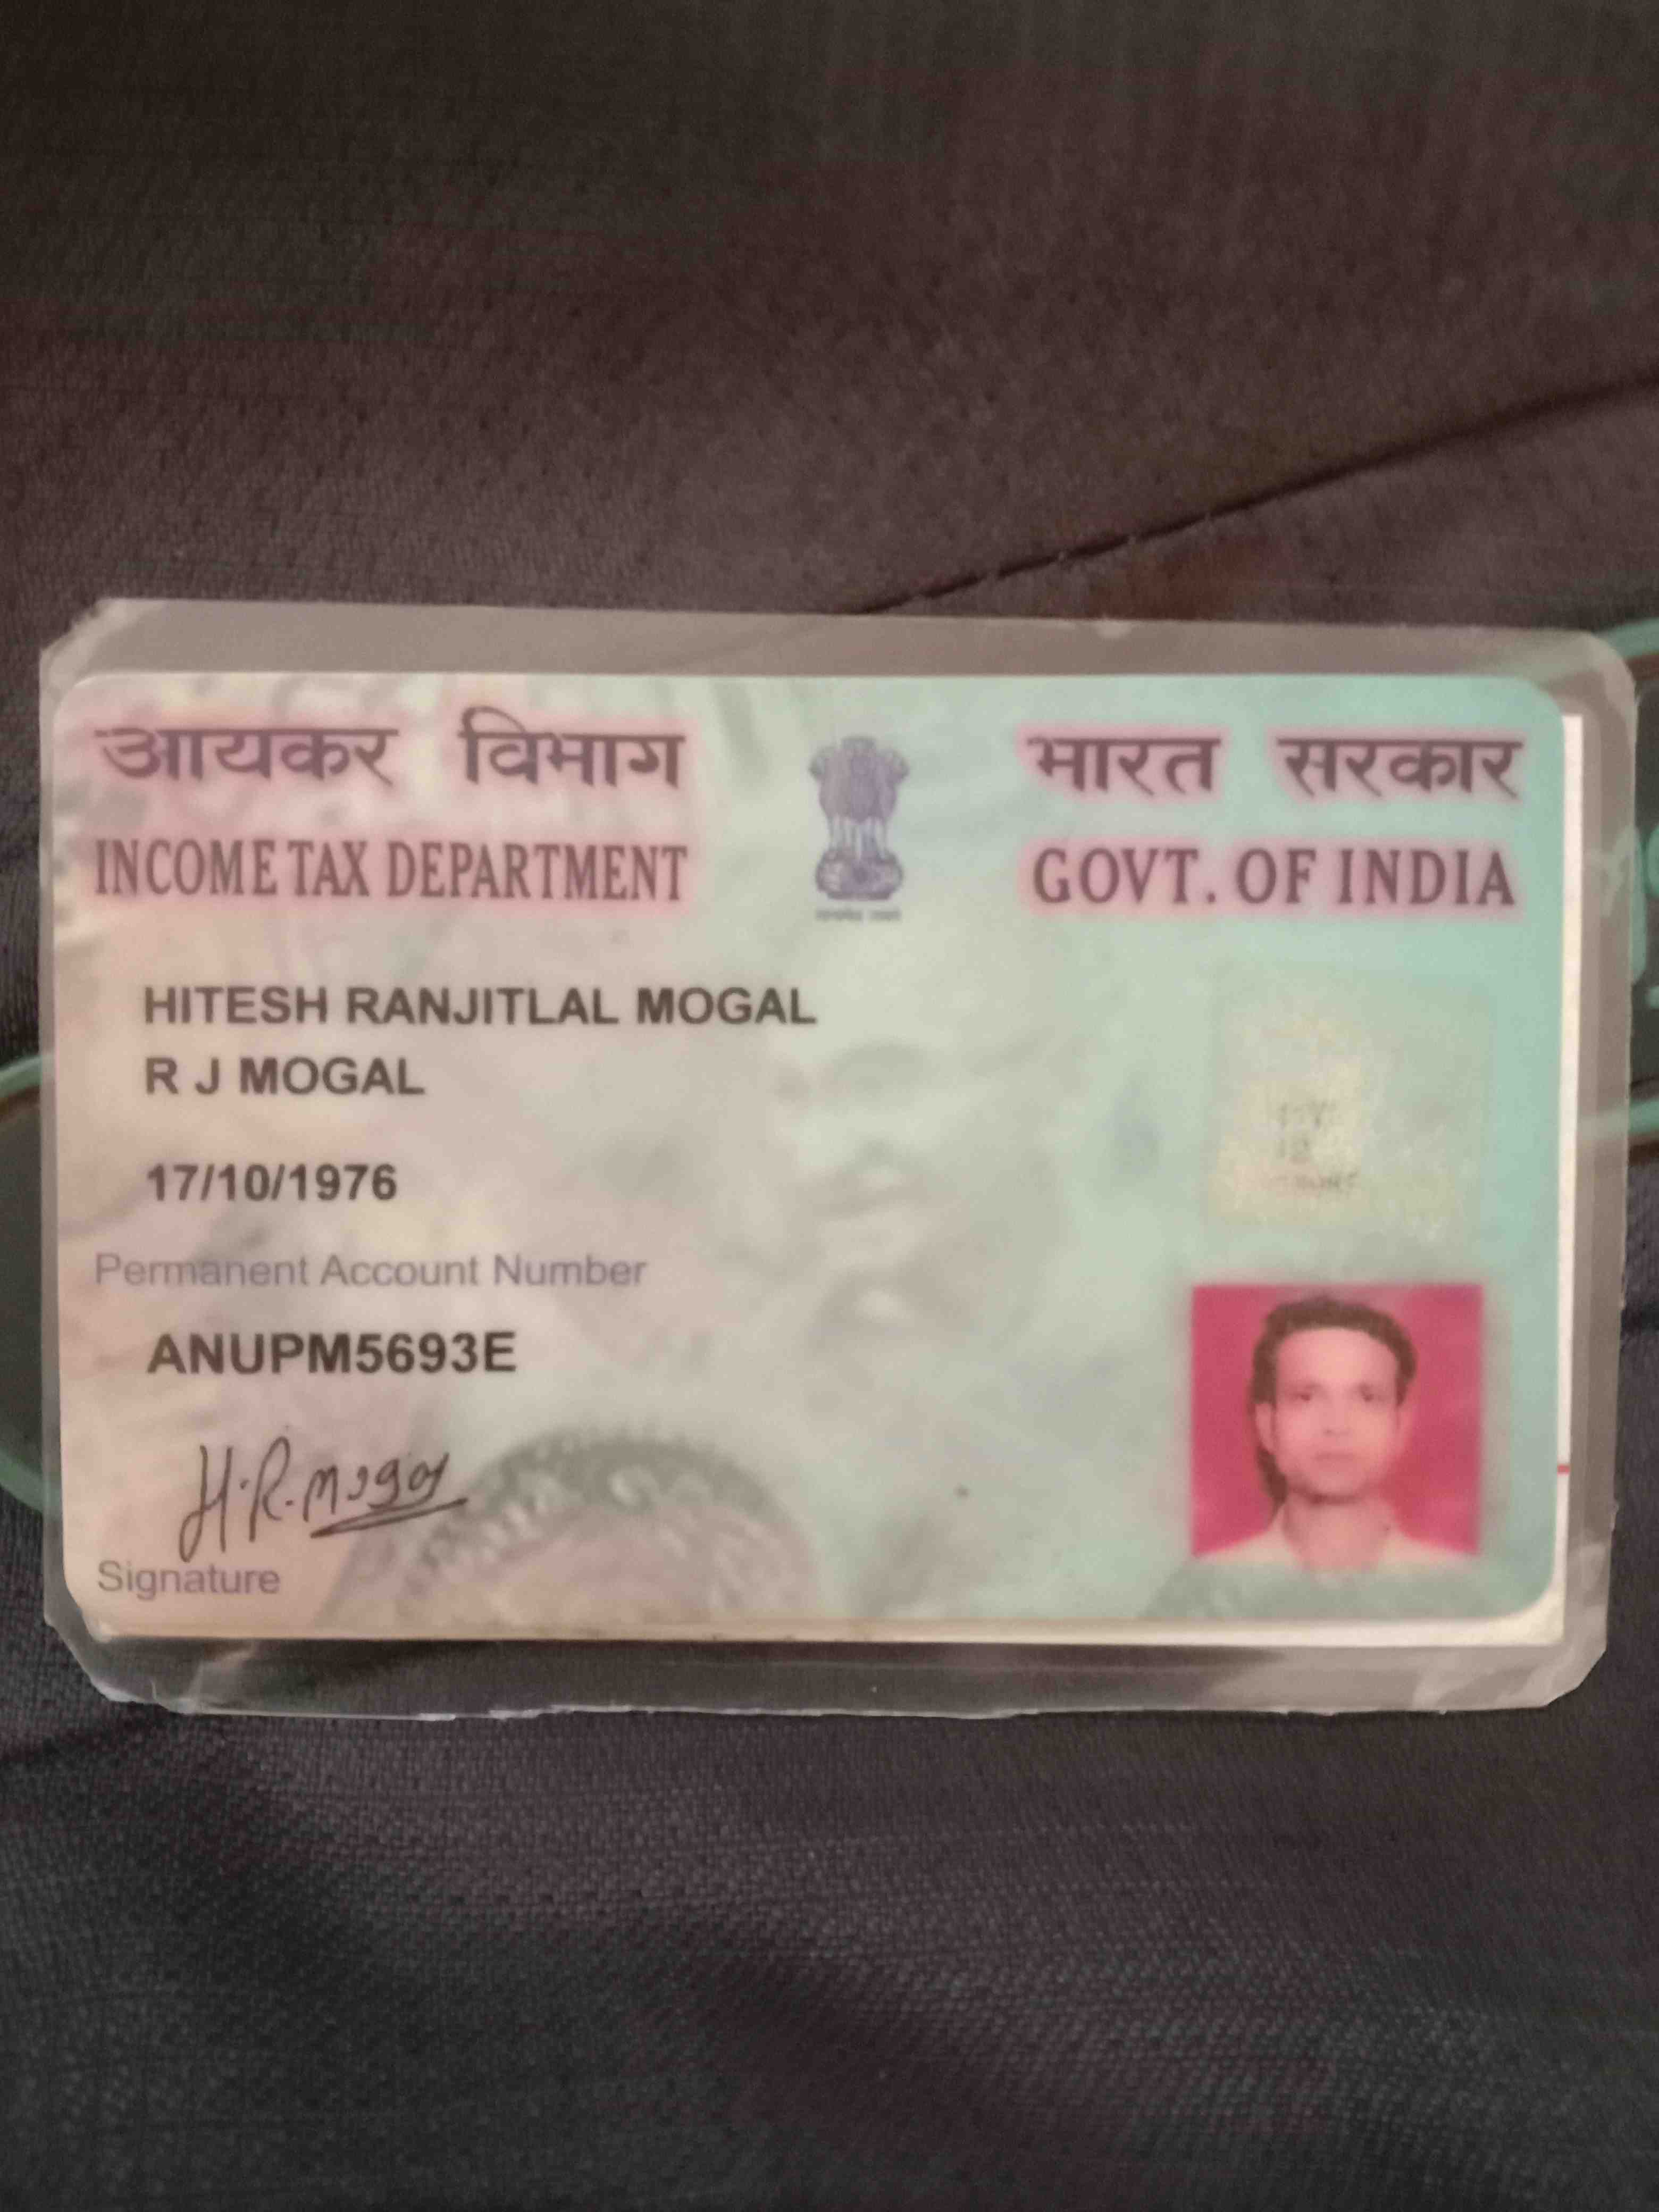 आयकर विभाग
INCOME TAX DEPARTMENT
भारत सरकार
GOVT. OF INDIA
HITESH RANJITLAL MOGAL
R J MOGAL
17/10/1976
Permanent Account Number
ANUPM5693E
H.R.Mogal
Signature